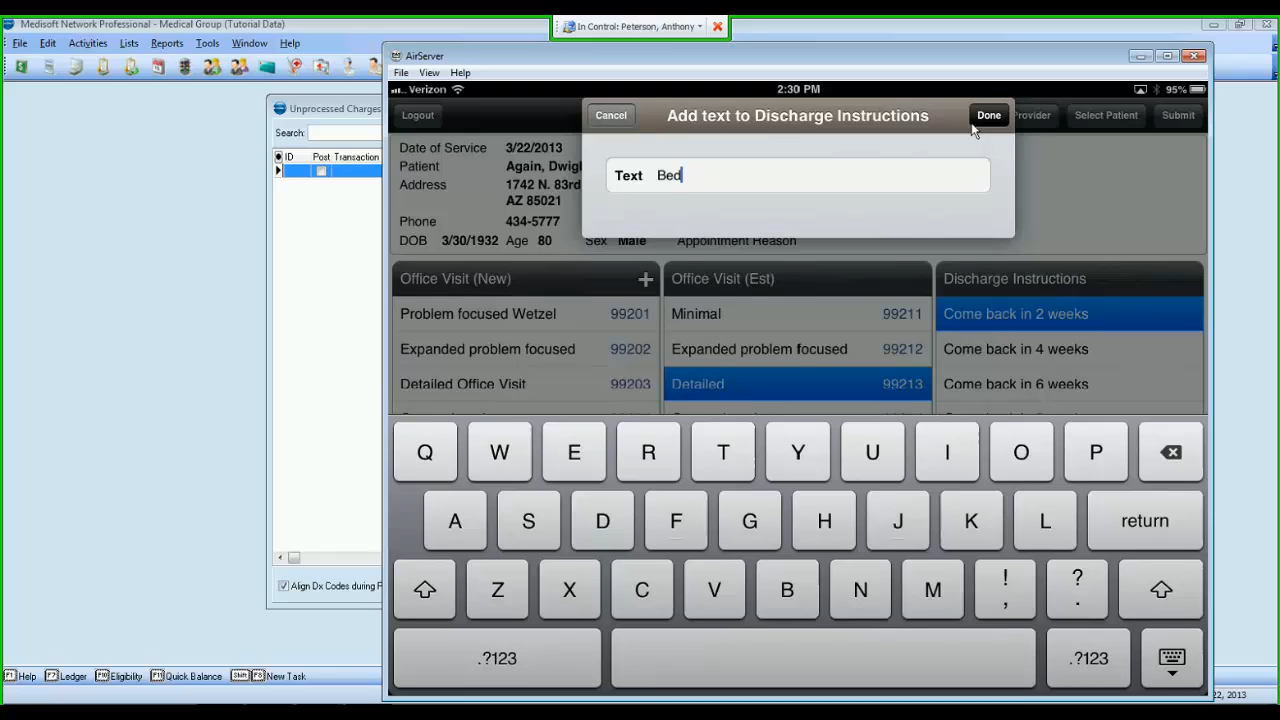 Medisoft Network Professional - Medical Group (Tutorial Data)
In Control: Peterson, Anthony
File Edit Activities Lists Reports Tools Window Help
AirServer
File View Help
Verizon 2:30 PM 95%
Logout Provider Select Patient Submit
Cancel Add text to Discharge Instructions Done
Text Bed
Unprocessed Charges
Search:
ID Post Transaction
Align Dx Codes during
Date of Service 3/22/2013
Patient Again,
Address 1742 N. 83rd
AZ 85021
Phone 434-5777
DOB 3/30/1932 Age 80 Sex Male Appointment Reason
Office Visit (New) + Office Visit (Est) Discharge Instructions
Problem focused Wetzel 99201 Minimal 99211 Come back in 2 weeks
Expanded problem focused 99202 Expanded problem focused 99212 Come back in 4 weeks
Detailed Office Visit 99203 Detailed 99213 Come back in 6 weeks
Q W E R T Y U I O P
A S D F G H J K L return
Z X C V B N M ! , ? .
.?123 .?123
F1 Help F7 Ledger F10 Eligibility F11 Quick Balance Shift F8 New Task
22, 2013